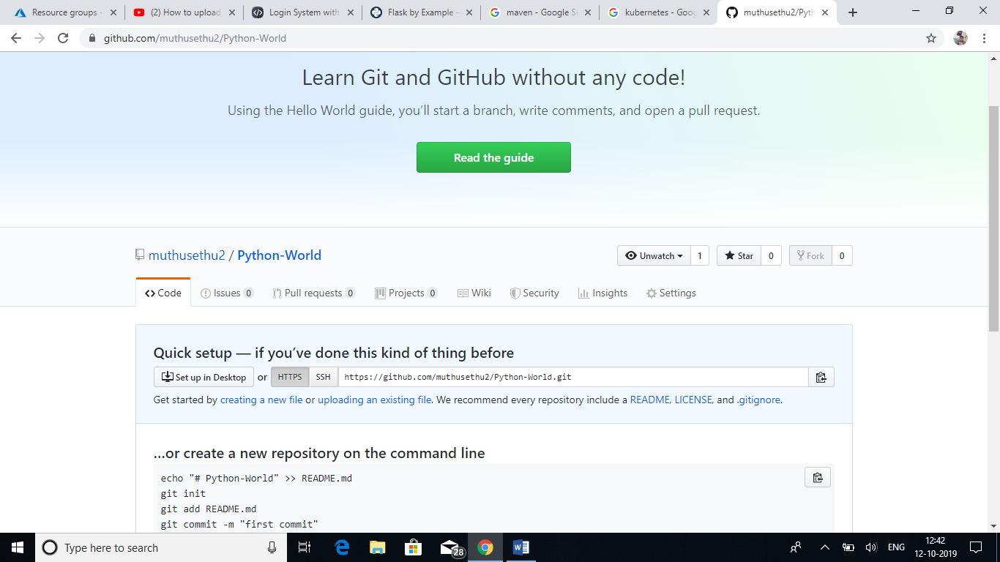 Resource groups -
(2) How to upload
Login System with
Flask by Example –
maven - Google Se
kubernetes - Goog
muthusethu2/Pyth
github.com/muthusethu2/Python-World
Learn Git and GitHub without any code!
Using the Hello World guide, you’ll start a branch, write comments, and open a pull request.
Read the guide
muthusethu2 / Python-World
Unwatch 1
Star 0
Fork 0
Code
Issues 0
Pull requests 0
Projects 0
Wiki
Security
Insights
Settings
Quick setup — if you’ve done this kind of thing before
Set up in Desktop or HTTPS SSH https://github.com/muthusethu2/Python-World.git
Get started by creating a new file or uploading an existing file. We recommend every repository include a README, LICENSE, and .gitignore.
…or create a new repository on the command line
echo "# Python-World" >> README.md
git init
git add README.md
git commit -m "first commit"
Type here to search
28
ENG
12:42
12-10-2019